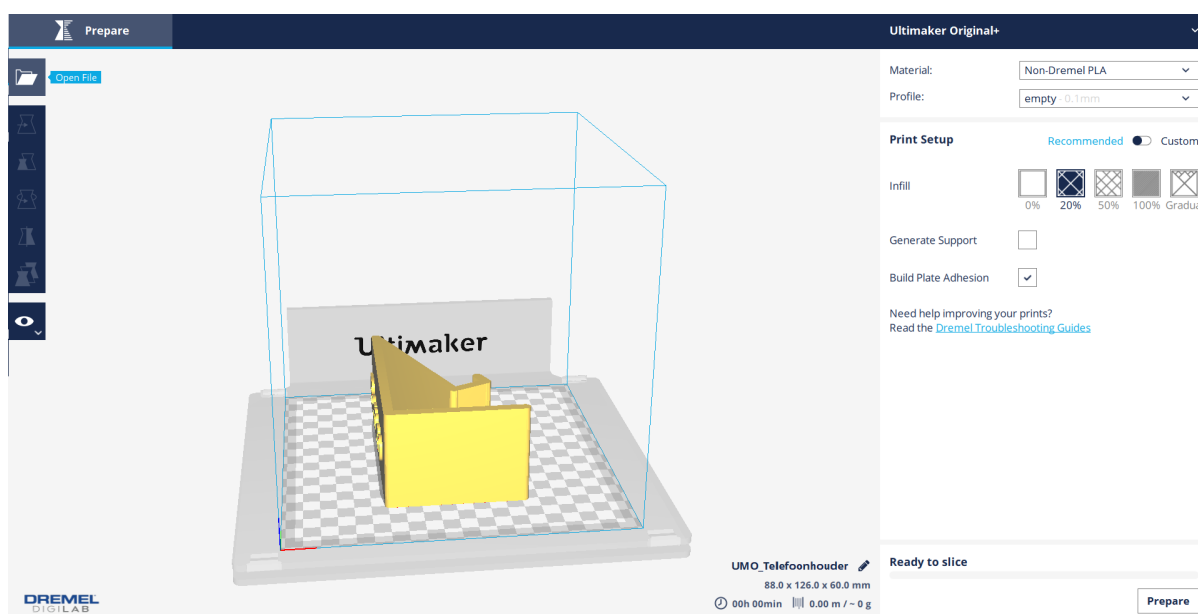 Prepare
Ultimaker Original+
Open File
Material:
Non-Dremel PLA
Profile:
empty - 0.1mm
Print Setup
Recommended
Custom
Infill
0%
20%
50%
100%
Gradua
Generate Support
Build Plate Adhesion
Need help improving your prints?
Read the Dremel Troubleshooting Guides
Ultimaker
UMO_Telefoonhouder
88.0 x 126.0 x 60.0 mm
00h 00min
0.00 m / ~ 0 g
Ready to slice
Prepare
DREMEL
DIGILAB